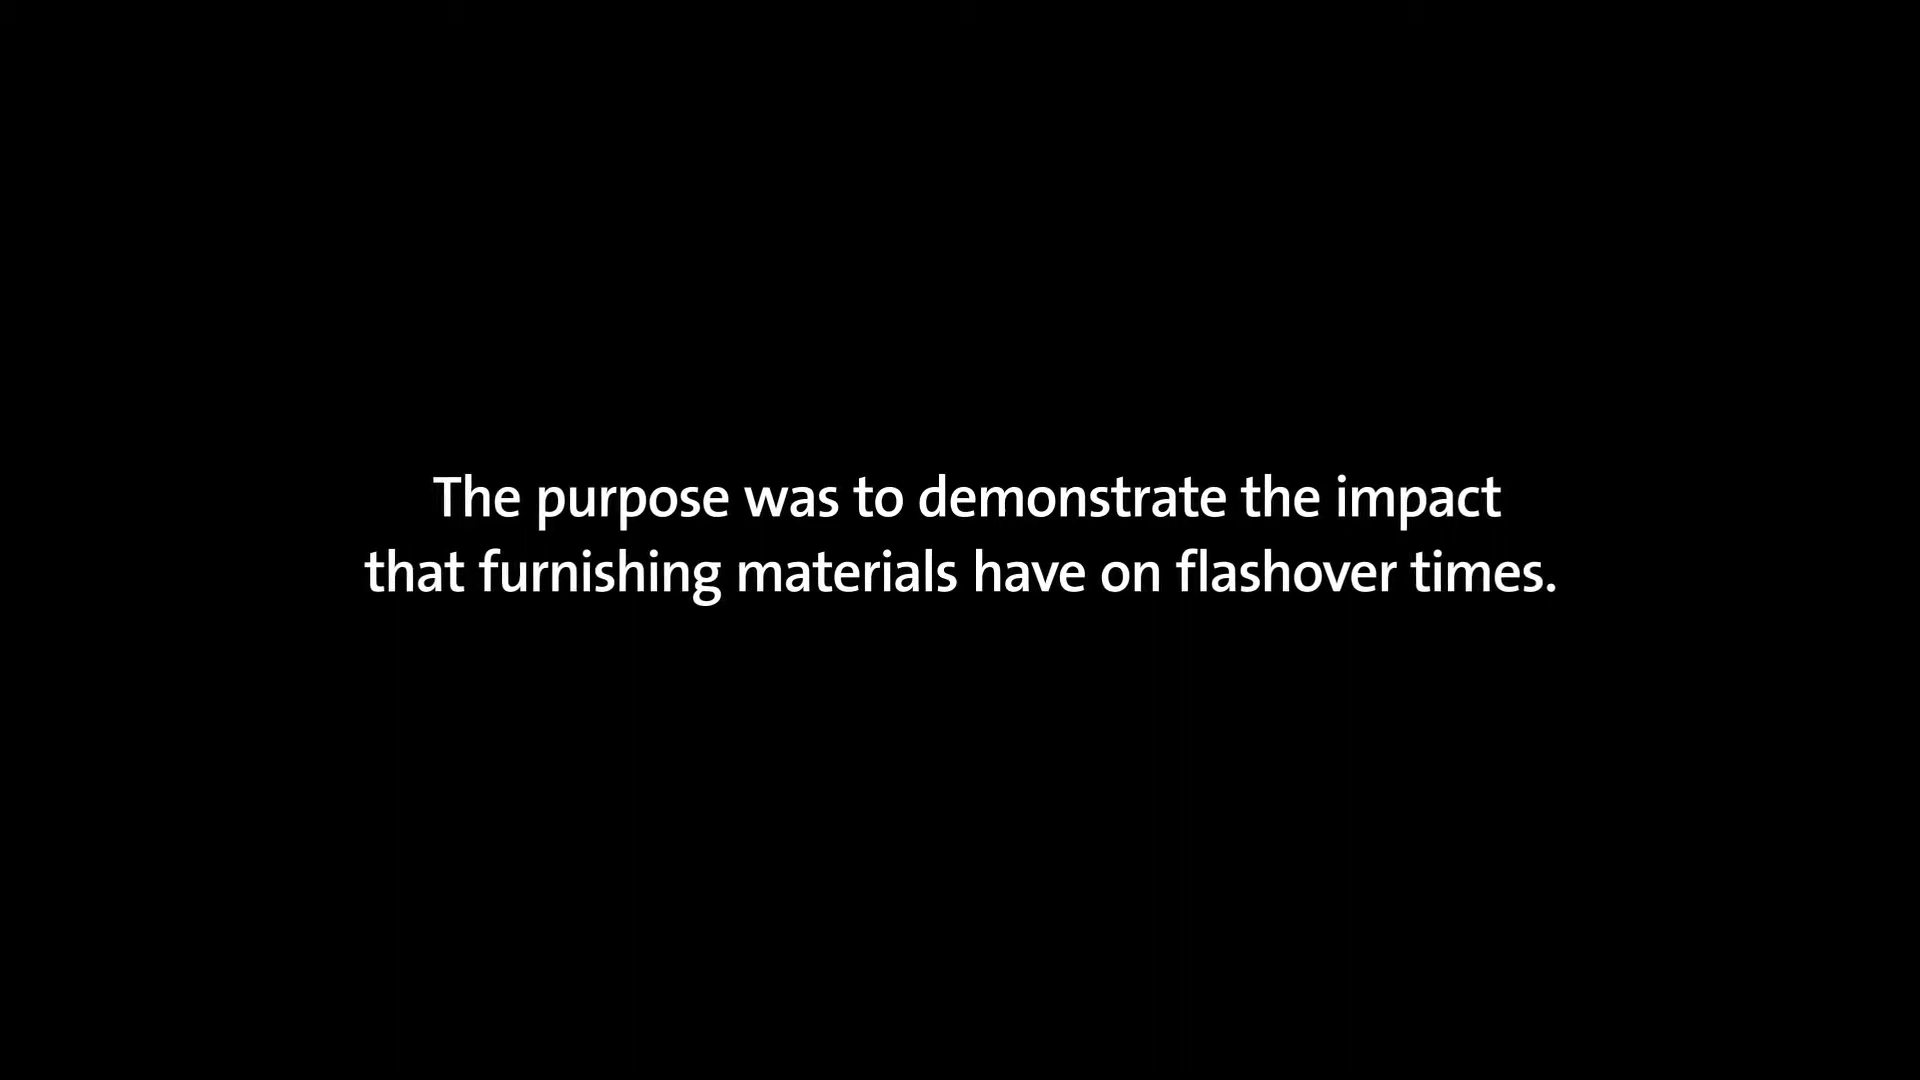 The purpose was to demonstrate the impact
that furnishing materials have on flashover times.